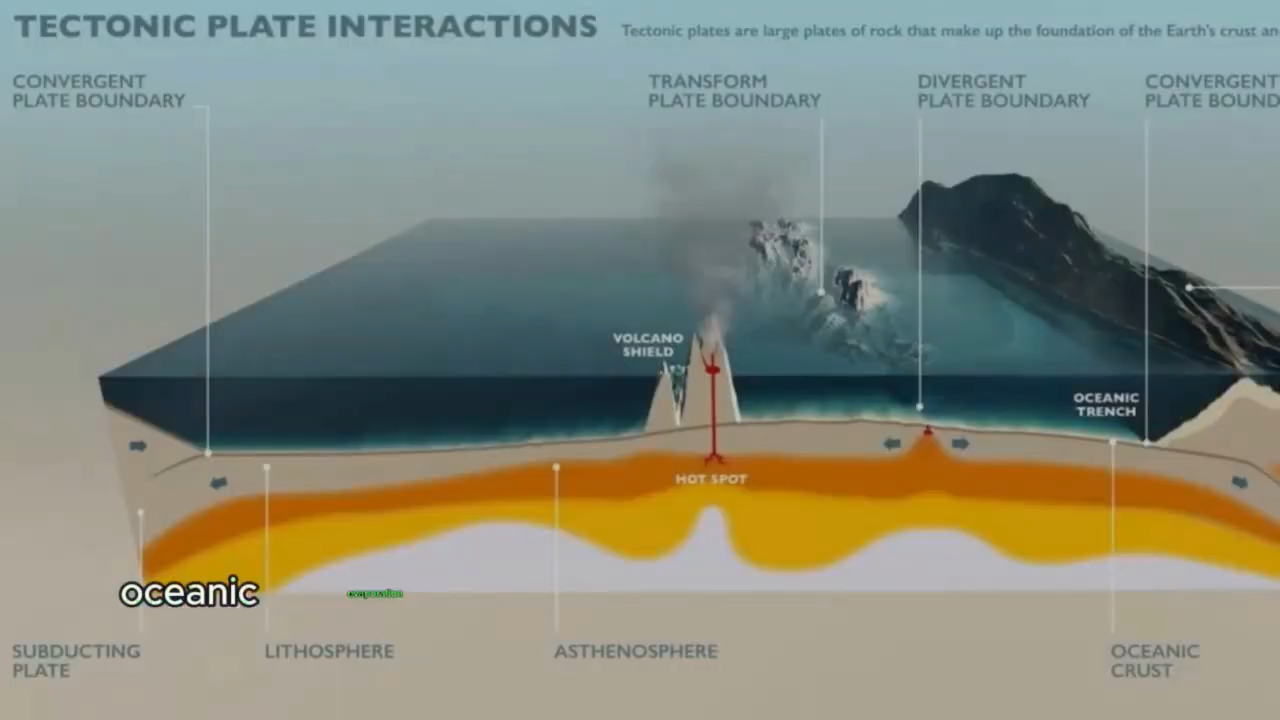 TECTONIC PLATE INTERACTIONS
Tectonic plates are large plates of rock that make up the foundation of the Earth's crust an
CONVERGENT
PLATE BOUNDARY
TRANSFORM
PLATE BOUNDARY
DIVERGENT
PLATE BOUNDARY
CONVERGENT
PLATE BOUND
VOLCANO
SHIELD
OCEANIC
TRENCH
HOT SPOT
oceanic
evaporation
SUBDUCTING
PLATE
LITHOSPHERE
ASTHENOSPHERE
OCEANIC
CRUST